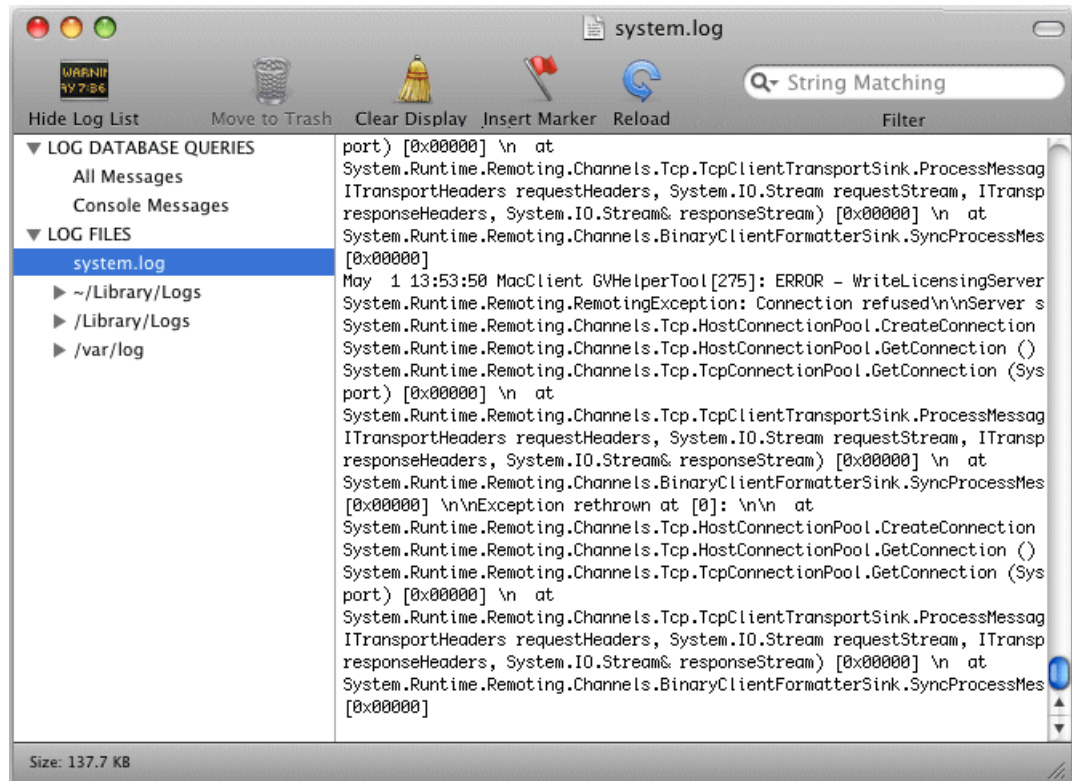 system.log
WARNIN
AY 7:36
String Matching
Hide Log List
Move to Trash
Clear Display
Insert Marker
Reload
Filter
▼ LOG DATABASE QUERIES
All Messages
Console Messages
▼ LOG FILES
system.log
▶ ~/Library/Logs
▶ /Library/Logs
▶ /var/log
port) [0x00000] \n  at
System.Runtime.Remoting.Channels.Tcp.TcpClientTransportSink.ProcessMessag
ITransportHeaders requestHeaders, System.IO.Stream requestStream, ITransp
responseHeaders, System.IO.Stream& responseStream) [0x00000] \n  at
System.Runtime.Remoting.Channels.BinaryClientFormatterSink.SyncProcessMes
[0x00000]
May  1 13:53:50 MacClient GVHelperTool[275]: ERROR – WriteLicensingServer
System.Runtime.Remoting.RemotingException: Connection refused\n\nServer s
System.Runtime.Remoting.Channels.Tcp.HostConnectionPool.CreateConnection
System.Runtime.Remoting.Channels.Tcp.HostConnectionPool.GetConnection ()
System.Runtime.Remoting.Channels.Tcp.TcpConnectionPool.GetConnection (Sys
port) [0x00000] \n  at
System.Runtime.Remoting.Channels.Tcp.TcpClientTransportSink.ProcessMessag
ITransportHeaders requestHeaders, System.IO.Stream requestStream, ITransp
responseHeaders, System.IO.Stream& responseStream) [0x00000] \n  at
System.Runtime.Remoting.Channels.BinaryClientFormatterSink.SyncProcessMes
[0x00000] \n\nException rethrown at [0]: \n\n  at
System.Runtime.Remoting.Channels.Tcp.HostConnectionPool.CreateConnection
System.Runtime.Remoting.Channels.Tcp.HostConnectionPool.GetConnection ()
System.Runtime.Remoting.Channels.Tcp.TcpConnectionPool.GetConnection (Sys
port) [0x00000] \n  at
System.Runtime.Remoting.Channels.Tcp.TcpClientTransportSink.ProcessMessag
ITransportHeaders requestHeaders, System.IO.Stream requestStream, ITransp
responseHeaders, System.IO.Stream& responseStream) [0x00000] \n  at
System.Runtime.Remoting.Channels.BinaryClientFormatterSink.SyncProcessMes
[0x00000]
Size: 137.7 KB